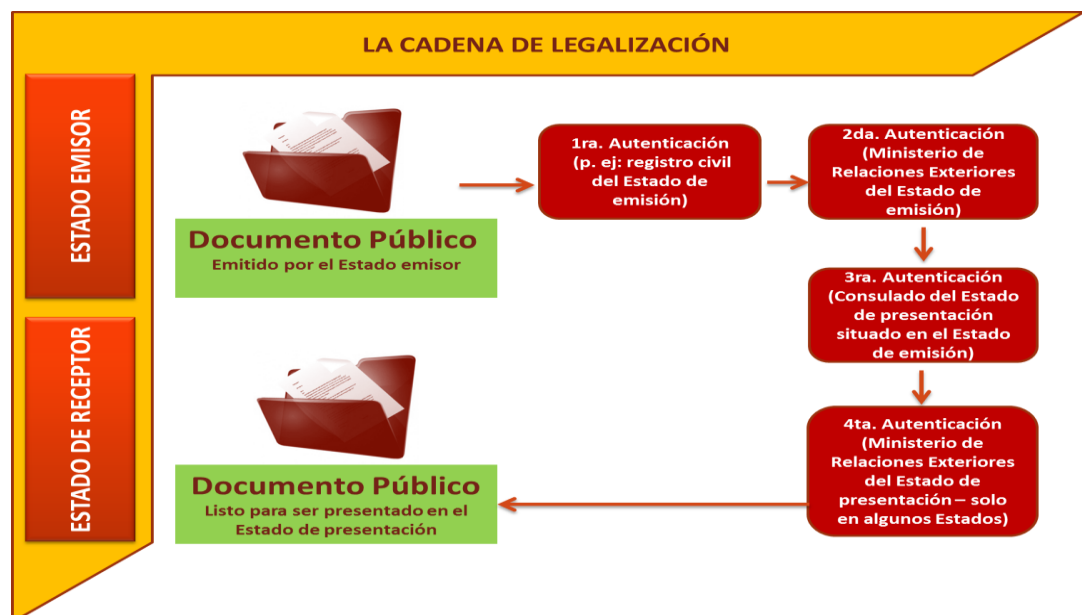 LA CADENA DE LEGALIZACIÓN
ESTADO EMISOR
Documento Público
Emitido por el Estado emisor
1ra. Autenticación
(p. ej: registro civil
del Estado de
emisión)
2da. Autenticación
(Ministerio de
Relaciones Exteriores
del Estado de
emisión)
3ra. Autenticación
(Consulado del Estado
de presentación
situado en el Estado
de emisión)
4ta. Autenticación
(Ministerio de
Relaciones Exteriores
del Estado de
presentación – solo
en algunos Estados)
ESTADO DE RECEPTOR
Documento Público
Listo para ser presentado en el
Estado de presentación